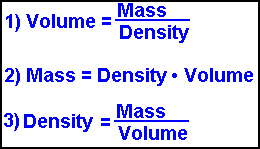 1) Volume = Mass
Density
2) Mass = Density • Volume
3) Density = Mass
Volume